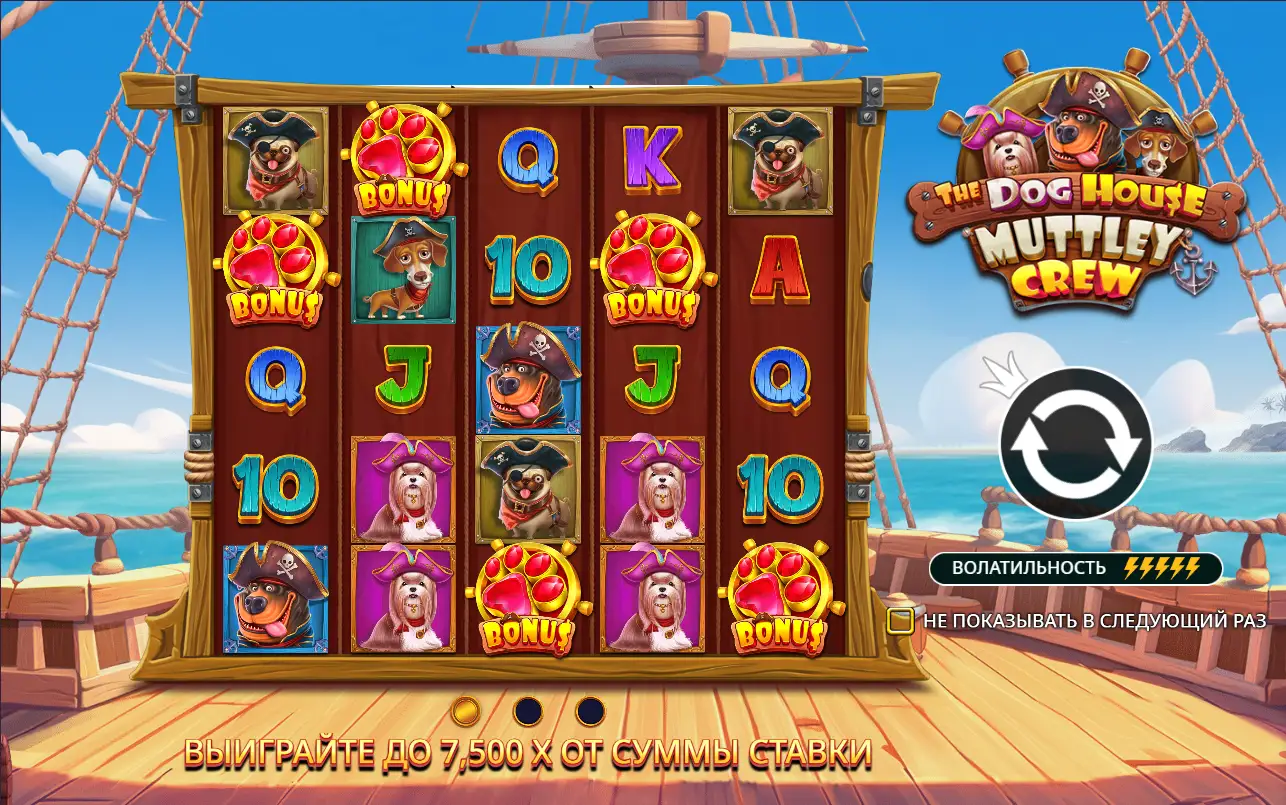 BONUS Q K
BONUS 10 BONUS A
Q J J Q
10 10
BONUS BONUS
THE DOG HOU$E
MUTTLEY
CREW
ВОЛАТИЛЬНОСТЬ
НЕ ПОКАЗЫВАТЬ В СЛЕДУЮЩИЙ РАЗ
ВЫИГРАЙТЕ ДО 7,500 X ОТ СУММЫ СТАВКИ